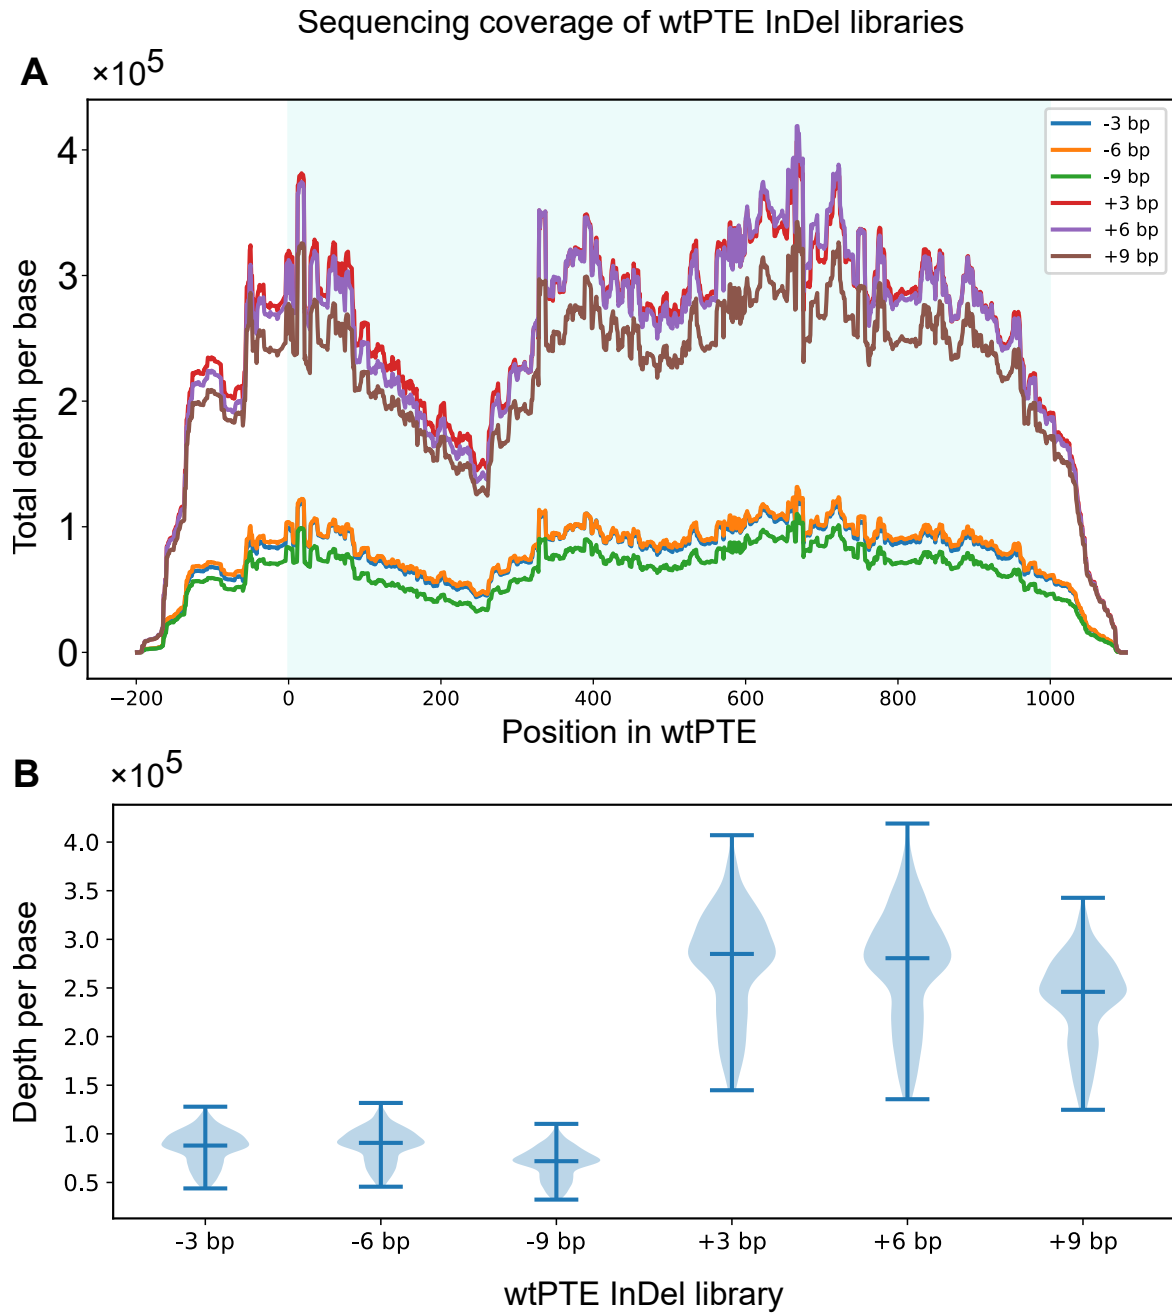 Sequencing coverage of wtPTE InDel libraries
A
×10^5
Total depth per base
4
3
2
1
0
-3 bp
-6 bp
-9 bp
+3 bp
+6 bp
+9 bp
−200
0
200
400
600
800
1000
Position in wtPTE
B
×10^5
Depth per base
4.0
3.5
3.0
2.5
2.0
1.5
1.0
0.5
-3 bp
-6 bp
-9 bp
+3 bp
+6 bp
+9 bp
wtPTE InDel library